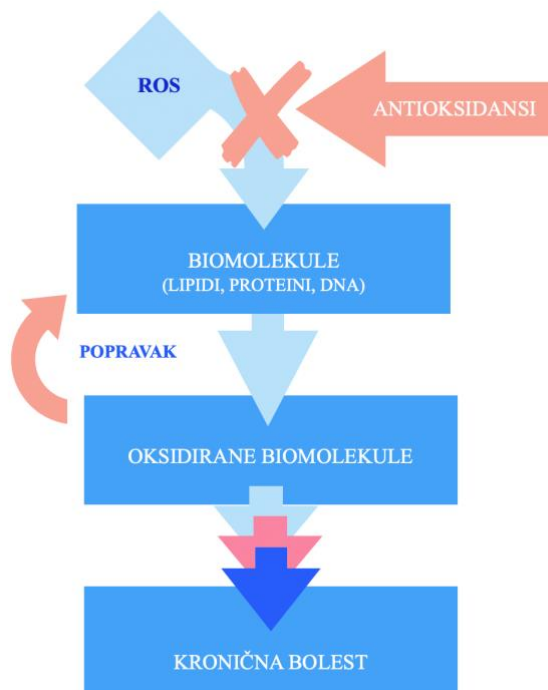 ROS
ANTIOKSIDANSI
BIOMOLEKULE
(LIPIDI, PROTEINI, DNA)
POPRAVAK
OKSIDIRANE BIOMOLEKULE
KRONIČNA BOLEST